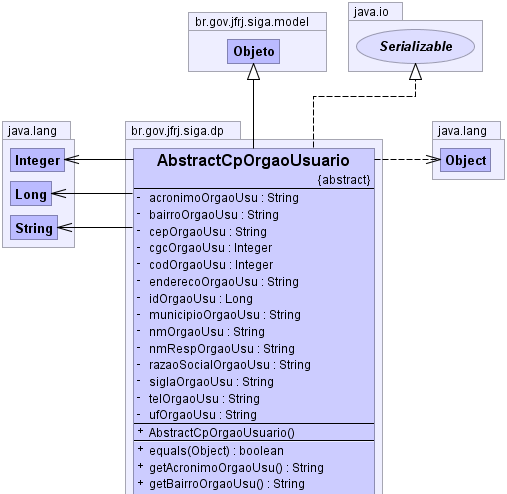 br.gov.jfrj.siga.model
Objeto
java.io
Serializable
java.lang
Integer
Long
String
br.gov.jfrj.siga.dp
java.lang
Object
AbstractCpOrgaoUsuario
{abstract}
- acronimoOrgaoUsu : String
- bairroOrgaoUsu : String
- cepOrgaoUsu : String
- cgcOrgaoUsu : Integer
- codOrgaoUsu : Integer
- enderecoOrgaoUsu : String
- idOrgaoUsu : Long
- municipioOrgaoUsu : String
- nmOrgaoUsu : String
- nmRespOrgaoUsu : String
- razaoSocialOrgaoUsu : String
- siglaOrgaoUsu : String
- telOrgaoUsu : String
- ufOrgaoUsu : String
+ AbstractCpOrgaoUsuario()
+ equals(Object) : boolean
+ getAcronimoOrgaoUsu() : String
+ getBairroOrgaoUsu() : String